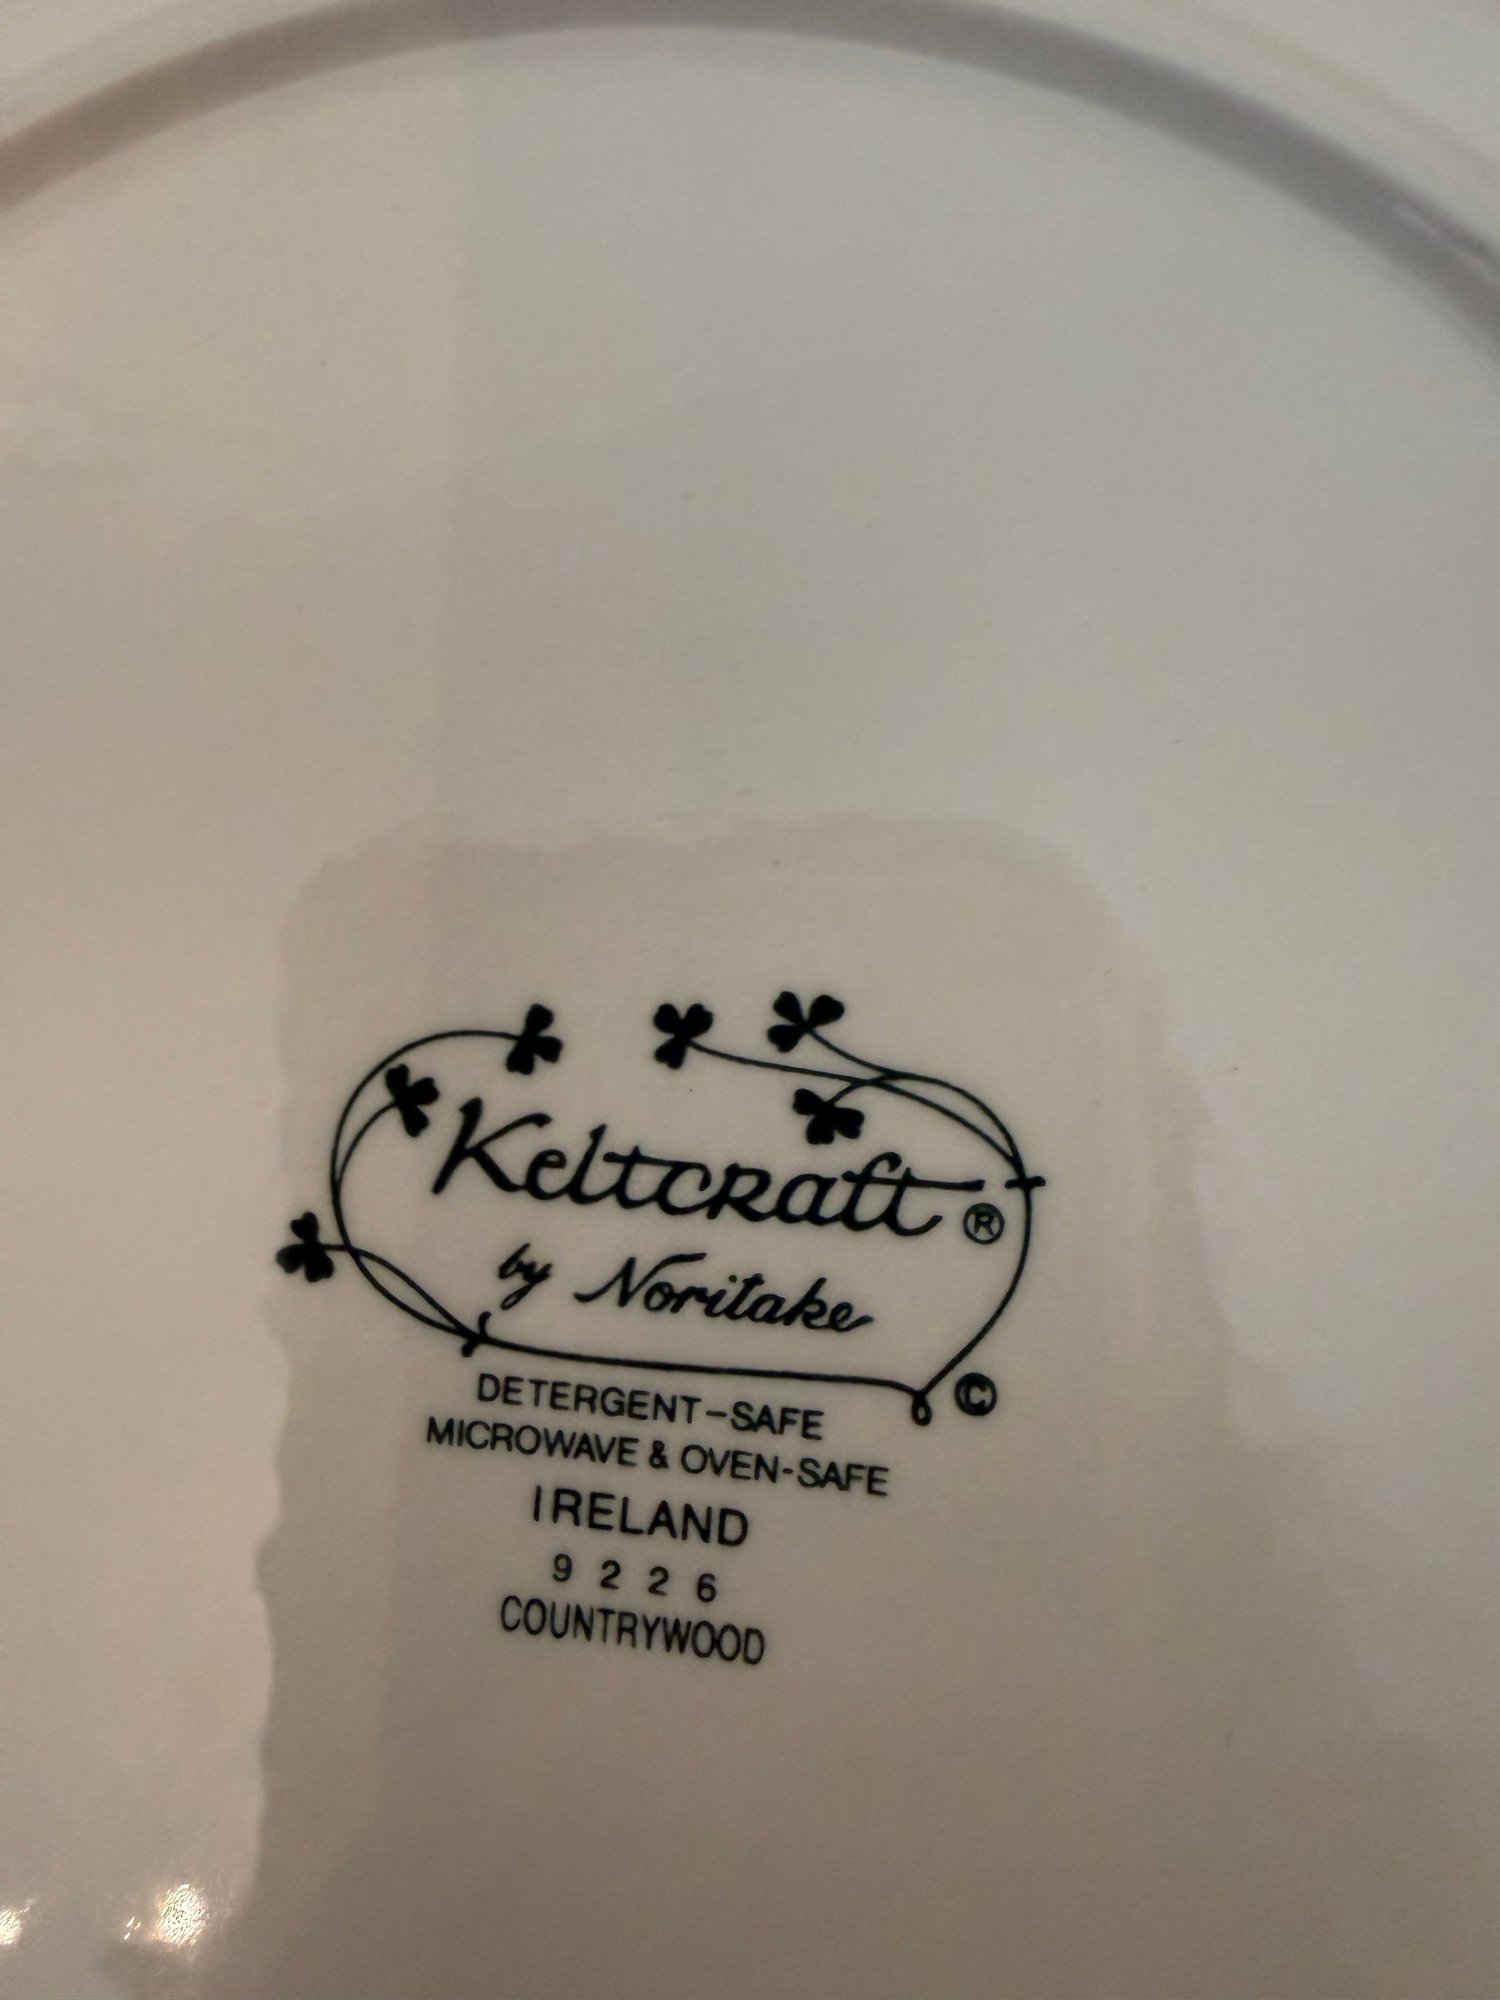 Keltcraft ®
by Noritake
©
DETERGENT-SAFE
MICROWAVE & OVEN-SAFE
IRELAND
9 2 2 6
COUNTRYWOOD